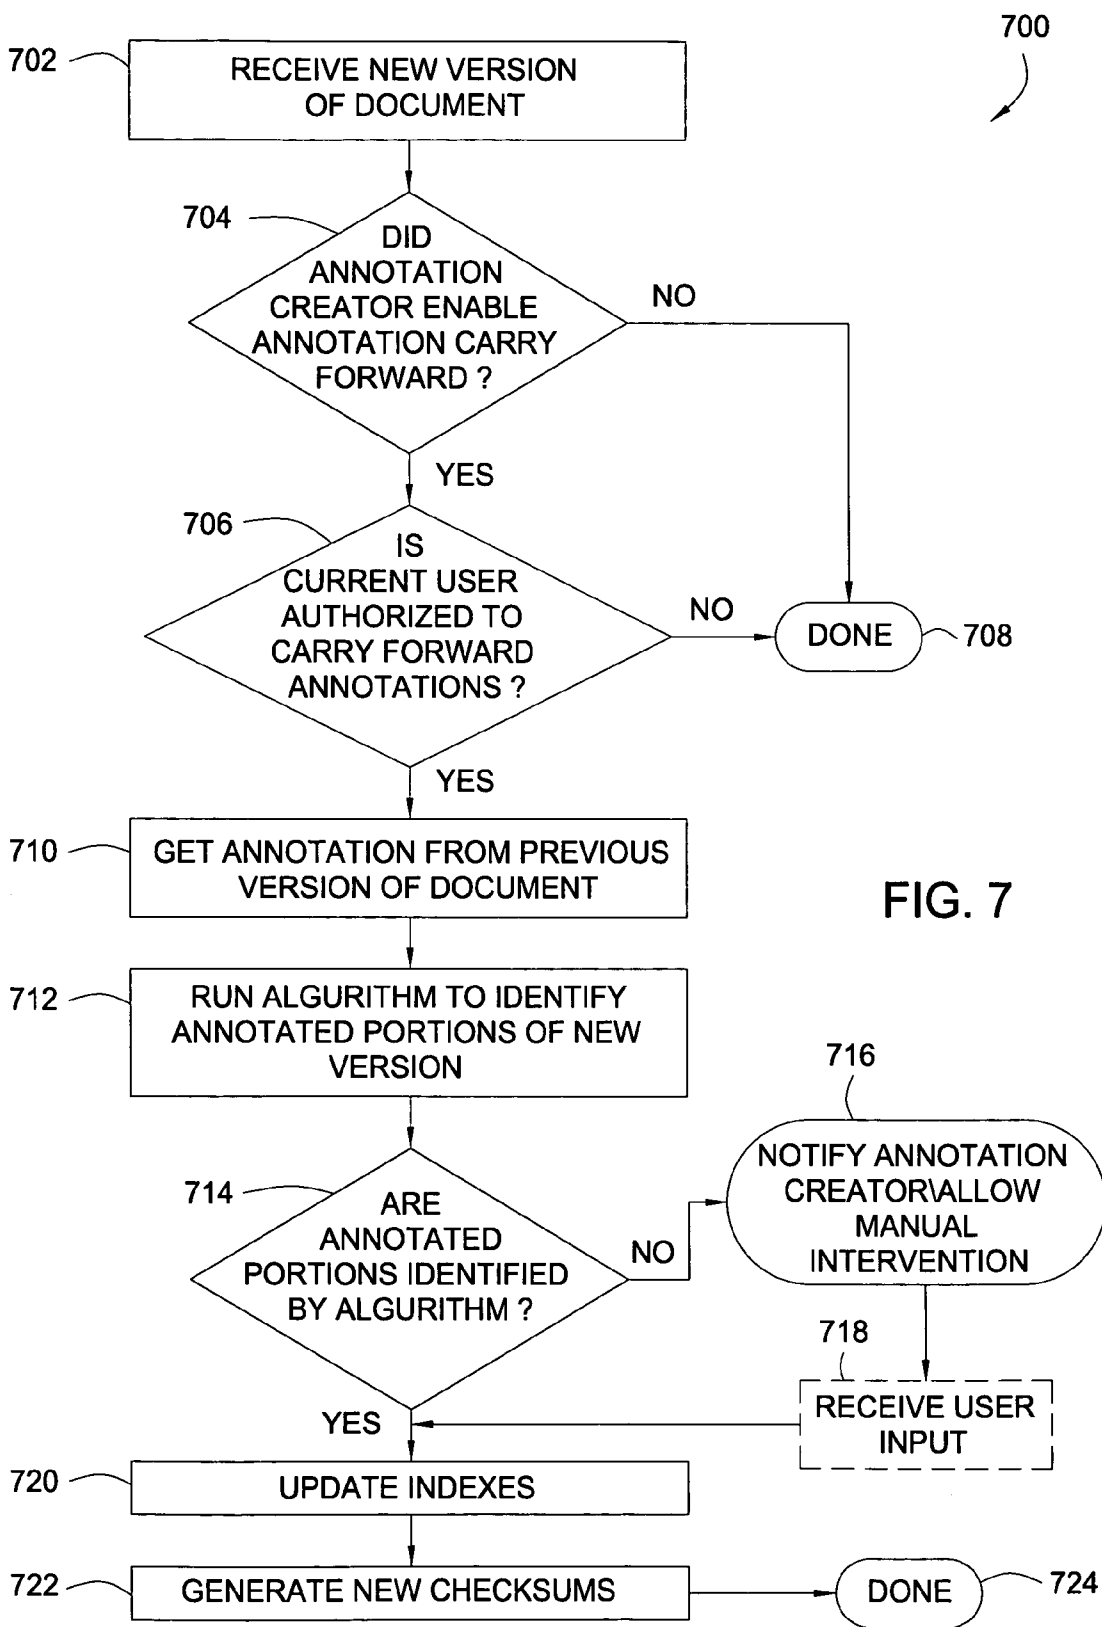 700
702
RECEIVE NEW VERSION
OF DOCUMENT
704
DID
ANNOTATION
CREATOR ENABLE
ANNOTATION CARRY
FORWARD ?
NO
YES
706
IS
CURRENT USER
AUTHORIZED TO
CARRY FORWARD
ANNOTATIONS ?
NO
DONE
708
YES
710
GET ANNOTATION FROM PREVIOUS
VERSION OF DOCUMENT
FIG. 7
712
RUN ALGURITHM TO IDENTIFY
ANNOTATED PORTIONS OF NEW
VERSION
714
ARE
ANNOTATED
PORTIONS IDENTIFIED
BY ALGURITHM ?
NO
716
NOTIFY ANNOTATION
CREATOR\ALLOW
MANUAL
INTERVENTION
718
RECEIVE USER
INPUT
YES
720
UPDATE INDEXES
722
GENERATE NEW CHECKSUMS
DONE
724